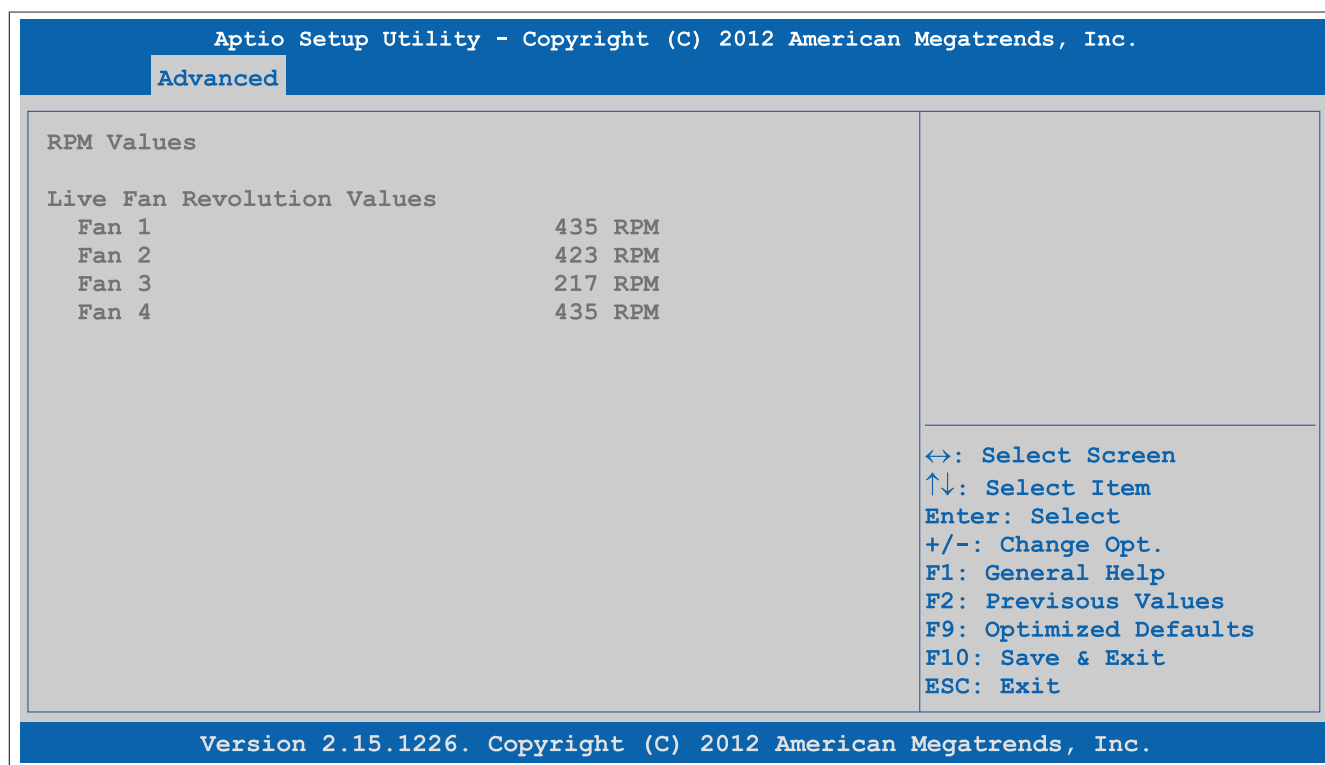 Aptio Setup Utility - Copyright (C) 2012 American Megatrends, Inc.
Advanced
RPM Values
Live Fan Revolution Values
Fan 1 435 RPM
Fan 2 423 RPM
Fan 3 217 RPM
Fan 4 435 RPM
↔: Select Screen
↑↓: Select Item
Enter: Select
+/-: Change Opt.
F1: General Help
F2: Previsous Values
F9: Optimized Defaults
F10: Save & Exit
ESC: Exit
Version 2.15.1226. Copyright (C) 2012 American Megatrends, Inc.